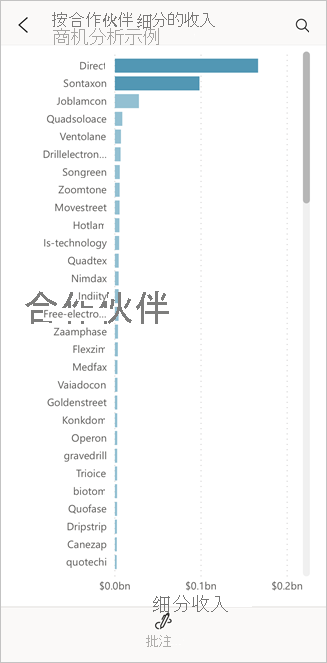 按合作伙伴 细分的收入
商机分析示例
Direct
Sontaxon
Joblamcon
Quadsoloace
Ventolane
Drillelectron...
Songreen
Zoomtone
Movestreet
Hotlam
Is-technology
Quadtex
Nimdax
Indiity
合作伙伴
Free-electro...
Zaamphase
Flexzim
Medfax
Vaiadocon
Goldenstreet
Konkdom
Operon
gravedrill
Trioice
biotom
Quofase
Dripstrip
Canezap
quotechi
$0.0bn $0.1bn $0.2bn
细分收入
批注